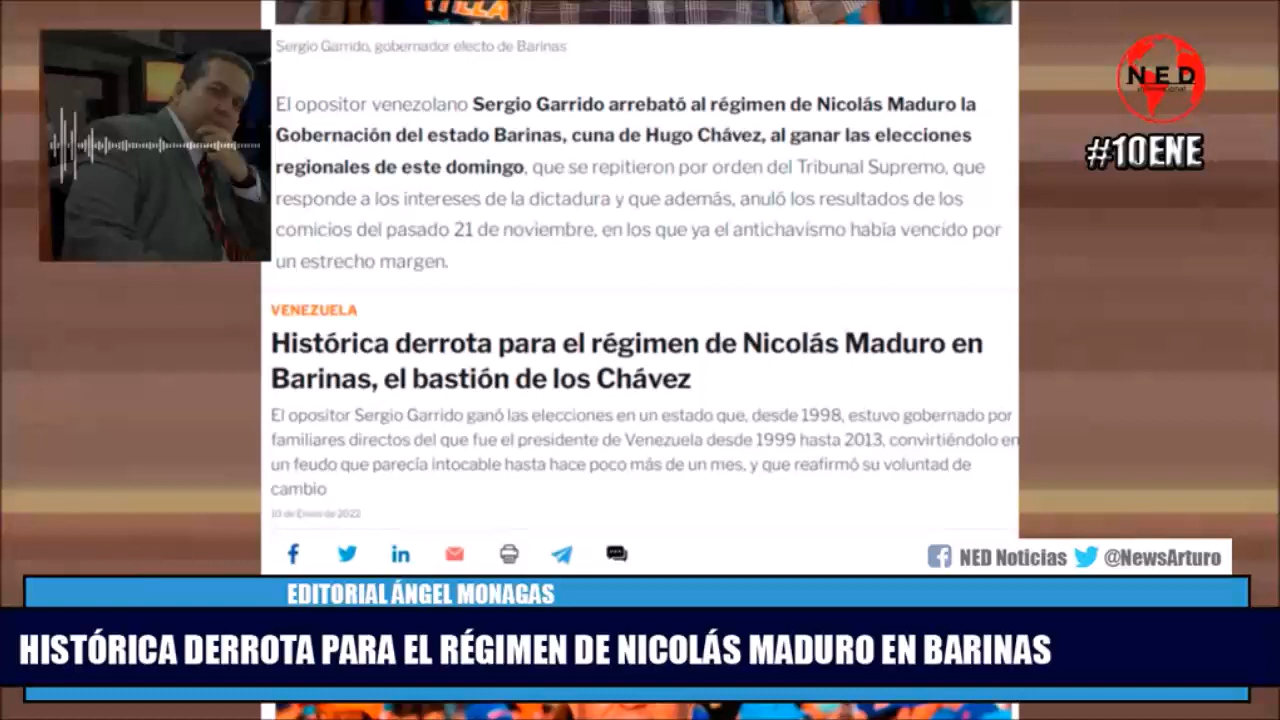 TILLA
Sergio Garrido, gobernador electo de Barinas
El opositor venezolano Sergio Garrido arrebató al régimen de Nicolás Maduro la
Gobernación del estado Barinas, cuna de Hugo Chávez, al ganar las elecciones
regionales de este domingo, que se repitieron por orden del Tribunal Supremo, que
responde a los intereses de la dictadura y que además, anuló los resultados de los
comicios del pasado 21 de noviembre, en los que ya el antichavismo había vencido por
un estrecho margen.
VENEZUELA
Histórica derrota para el régimen de Nicolás Maduro en
Barinas, el bastión de los Chávez
El opositor Sergio Garrido ganó las elecciones en un estado que, desde 1998, estuvo gobernado por
familiares directos del que fue el presidente de Venezuela desde 1999 hasta 2013, convirtiéndolo en
un feudo que parecía intocable hasta hace poco más de un mes, y que reafirmó su voluntad de
cambio
10 de Enero de 2022
NED
#10ENE
NED Noticias @NewsArturo
EDITORIAL ÁNGEL MONAGAS
HISTÓRICA DERROTA PARA EL RÉGIMEN DE NICOLÁS MADURO EN BARINAS